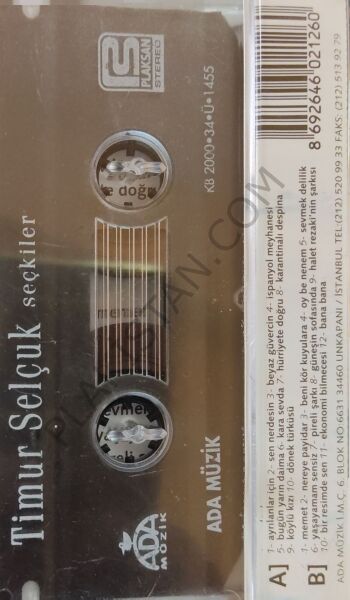 Timur Selçuk
seçkiler
PLAKSAN
STEREO
KB 2000•34•Ü•1455
ADA
MÜZİK
ADA MÜZİK
8 692646 021260
A] 1- ayrılanlar için 2- sen nerdesin 3- beyaz güvercin 4- ispanyol meyhanesi
5- bugün yarın daima 6- kara sevda 7- hürriyete doğru 8- karantinalı despina
9- köylü kızı 10- dönek türküsü
B] 1- memet 2- nereye payidar 3- beni kör kuyulara 4- oy be nenem 5- sevmek delilik
6- yaşayamam sensiz 7- pireli şarkı 8- güneşin sofasında 9- halet rezaki'nin şarkısı
10- bir resimde sen 11- ekonomi bilmecesi 12- bana bana
ADA MÜZİK İ.M.Ç. 6. BLOK NO:6631 34460 UNKAPANI / İSTANBUL TEL:(212) 520 99 33 FAKS: (212) 513 92 79
PLAKISTAN.COM